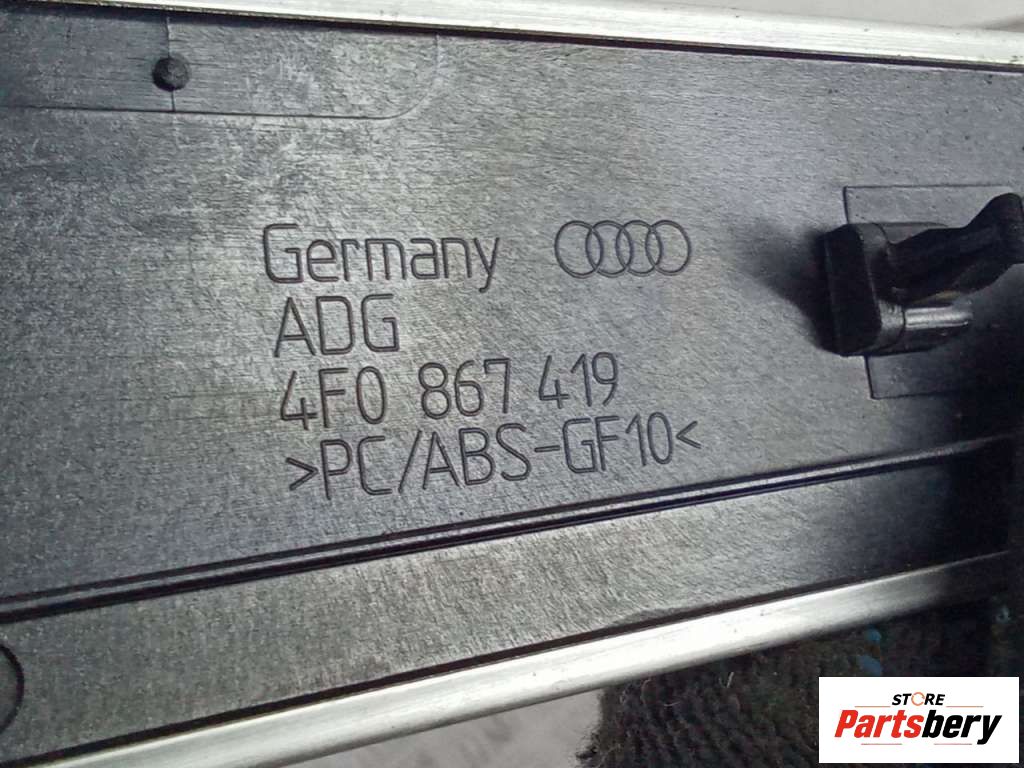 Germany
ADG
4F0 867 419
>PC/ABS-GF10<
STORE
Partsbery